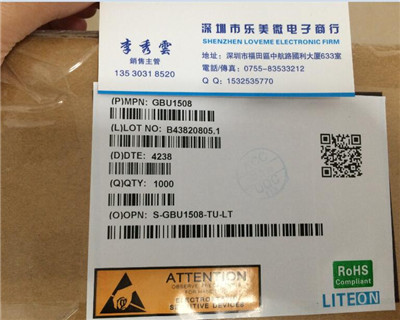 李秀雲
銷售主管
135 3031 8520
深圳市乐美微电子商行
SHENZHEN LOVEME ELECTRONIC FIRM
地址：深圳市福田區中航路國利大厦633室
電話/傳真：0755-83533212
Q Q：1532535770
(P)MPN: GBU1508
(L)LOT NO: B43820805.1
(D)DTE: 4238
(Q)QTY: 1000
(O)OPN: S-GBU1508-TU-LT
ATTENTION
ELECTROSTATIC
SENSITIVE DEVICES
RoHS
Compliant
LITEON